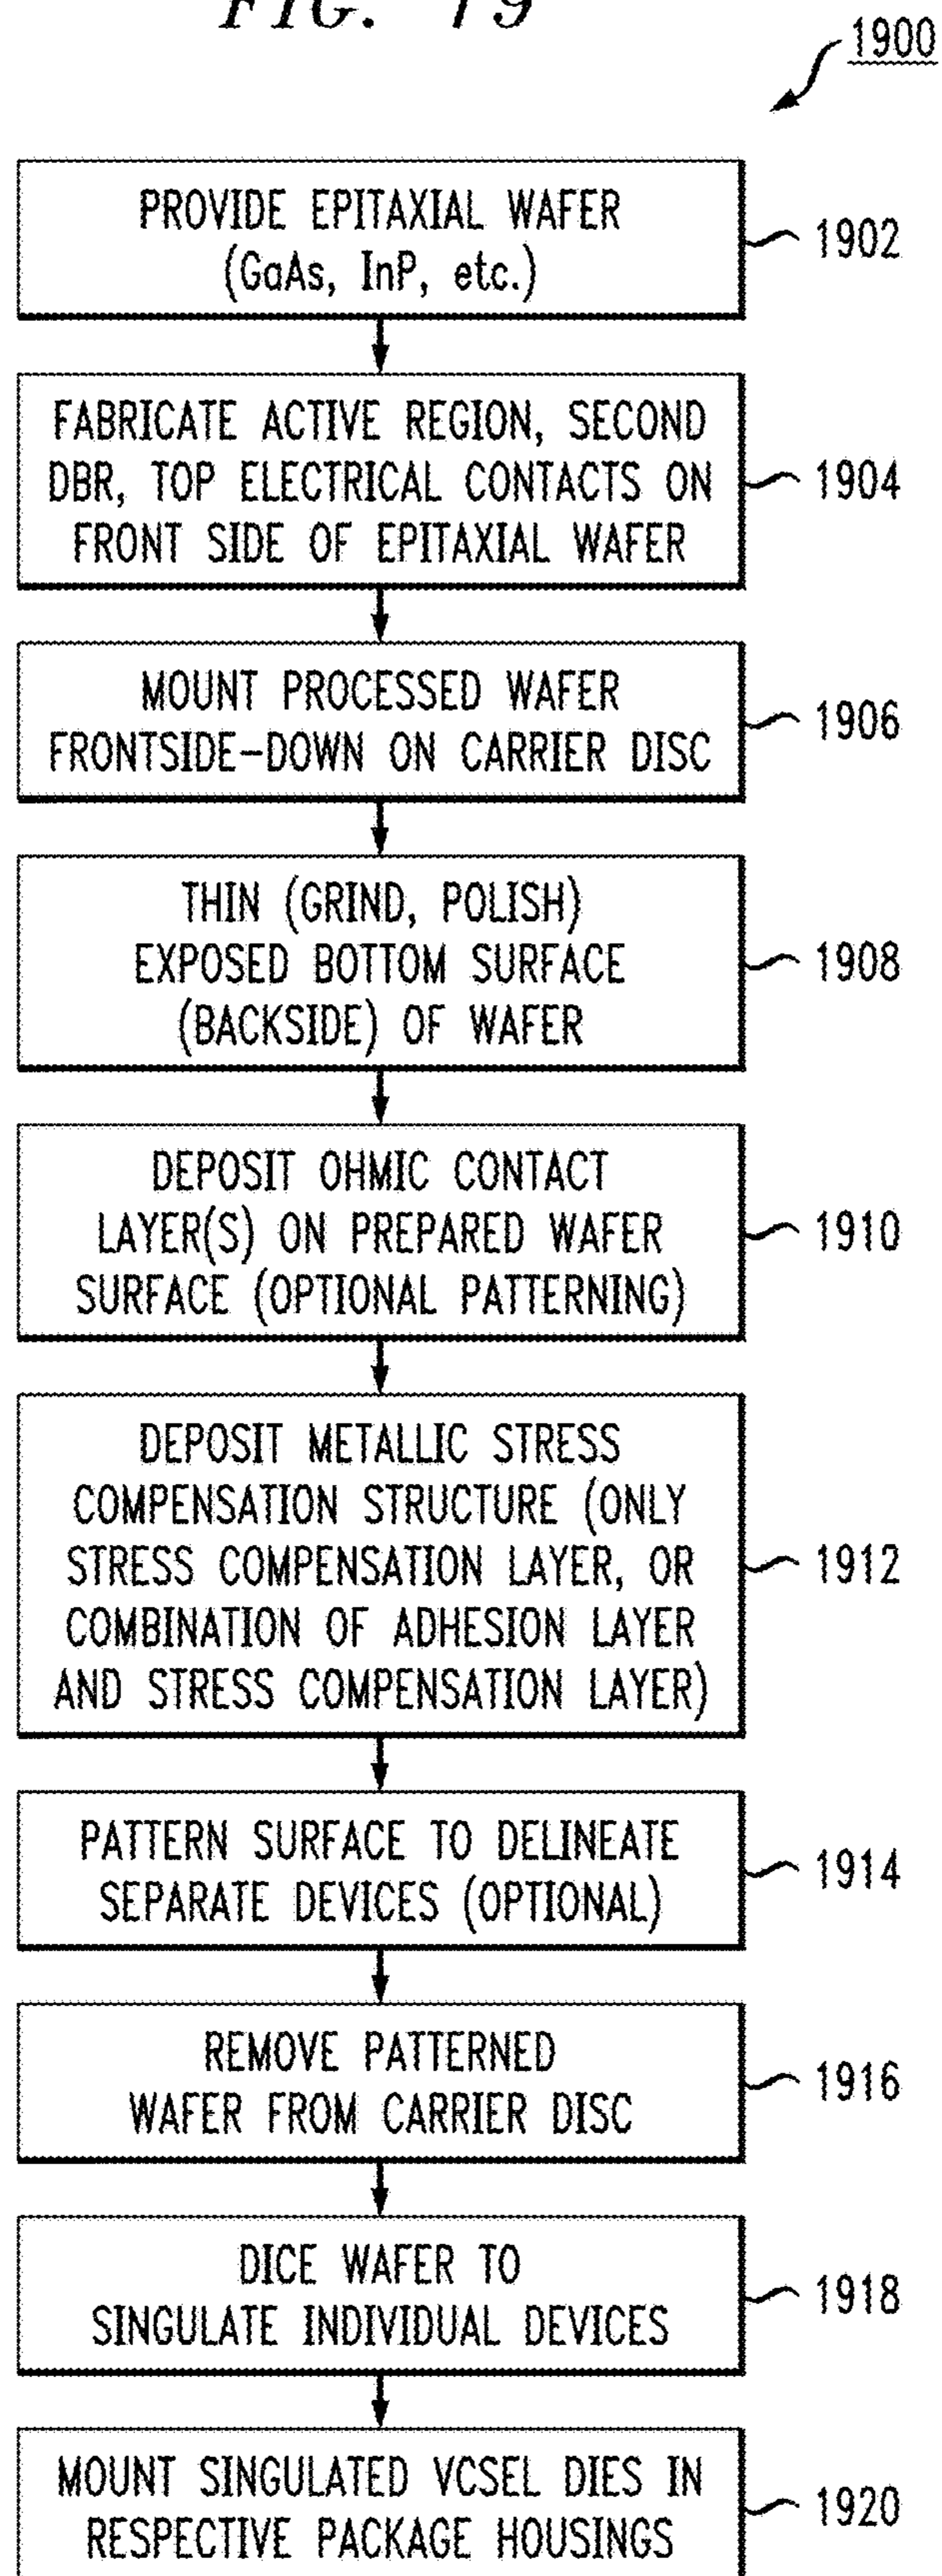 FIG. 19
1900
PROVIDE EPITAXIAL WAFER
(GaAs, InP, etc.)
1902
FABRICATE ACTIVE REGION, SECOND
DBR, TOP ELECTRICAL CONTACTS ON
FRONT SIDE OF EPITAXIAL WAFER
1904
MOUNT PROCESSED WAFER
FRONTSIDE-DOWN ON CARRIER DISC
1906
THIN (GRIND, POLISH)
EXPOSED BOTTOM SURFACE
(BACKSIDE) OF WAFER
1908
DEPOSIT OHMIC CONTACT
LAYER(S) ON PREPARED WAFER
SURFACE (OPTIONAL PATTERNING)
1910
DEPOSIT METALLIC STRESS
COMPENSATION STRUCTURE (ONLY
STRESS COMPENSATION LAYER, OR
COMBINATION OF ADHESION LAYER
AND STRESS COMPENSATION LAYER)
1912
PATTERN SURFACE TO DELINEATE
SEPARATE DEVICES (OPTIONAL)
1914
REMOVE PATTERNED
WAFER FROM CARRIER DISC
1916
DICE WAFER TO
SINGULATE INDIVIDUAL DEVICES
1918
MOUNT SINGULATED VCSEL DIES IN
RESPECTIVE PACKAGE HOUSINGS
1920